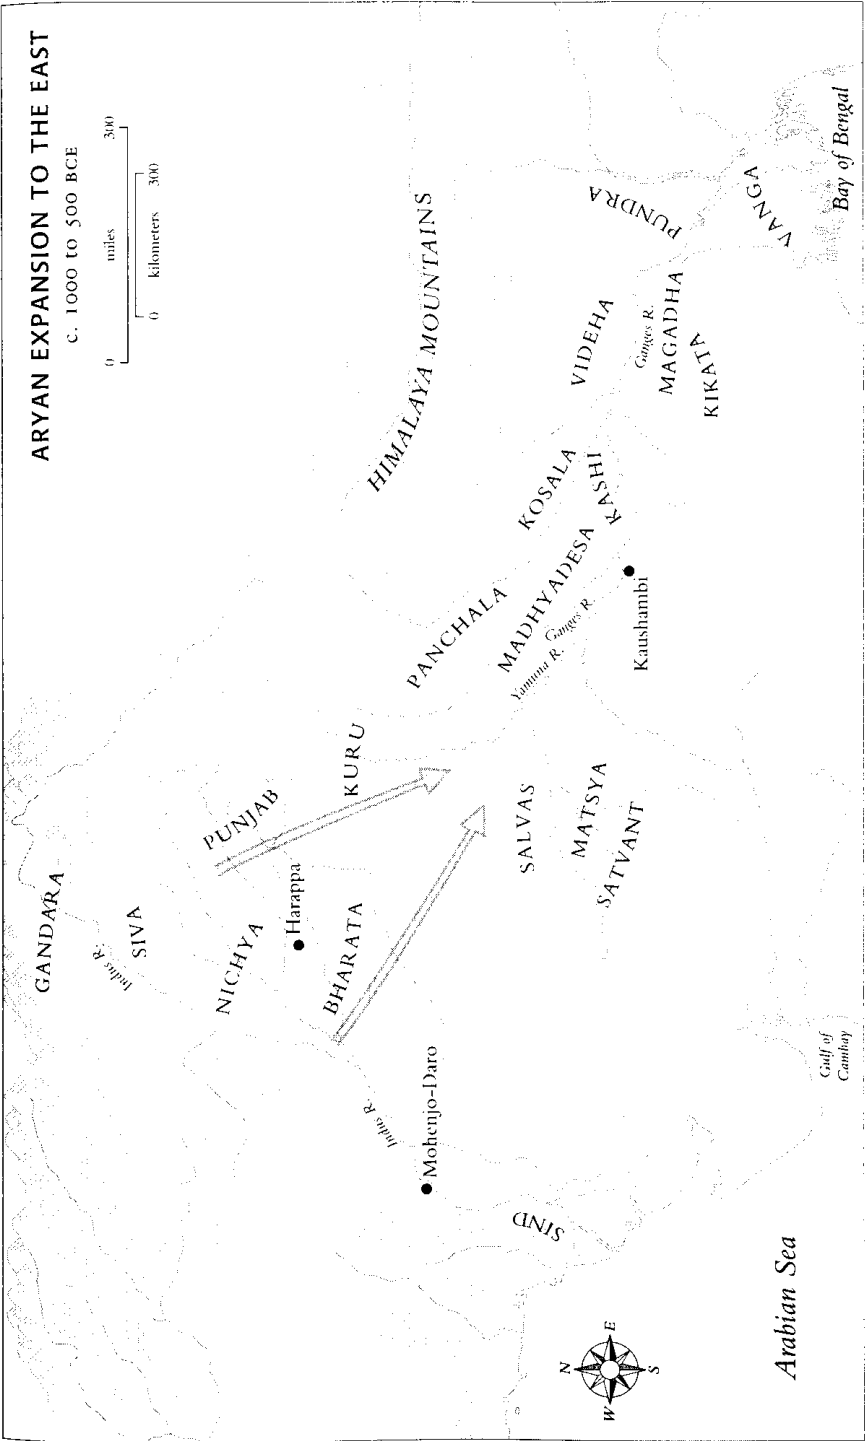 ARYAN EXPANSION TO THE EAST
c. 1000 to 500 BCE
0 miles 300
0 kilometers 300
GANDARA
Indus R.
SIVA
NICHYA
PUNJAB
Harappa
BHARATA
KURU
HIMALAYA MOUNTAINS
Indus R.
Mohenjo-Daro
PANCHALA
MADHYADESA
Yamuna R.
Ganges R.
KOSALA
KASHI
Kaushambi
VIDEHA
Ganges R.
MAGADHA
KIKATA
PUNDRA
VANGA
SALVAS
MATSYA
SATVANT
SIND
N
W
E
S
Arabian Sea
Gulf of
Cambay
Bay of Bengal